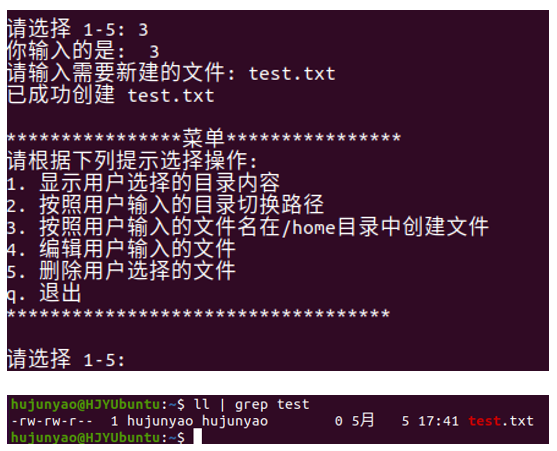 请选择 1-5: 3
你输入的是:  3
请输入需要新建的文件: test.txt
已成功创建 test.txt
****************菜单****************
请根据下列提示选择操作:
1. 显示用户选择的目录内容
2. 按照用户输入的目录切换路径
3. 按照用户输入的文件名在/home目录中创建文件
4. 编辑用户输入的文件
5. 删除用户选择的文件
q. 退出
***********************************
请选择 1-5:
hujunyao@HJYUbuntu:~$ ll | grep test
-rw-rw-r--  1 hujunyao hujunyao        0 5月   5 17:41 test.txt
hujunyao@HJYUbuntu:~$